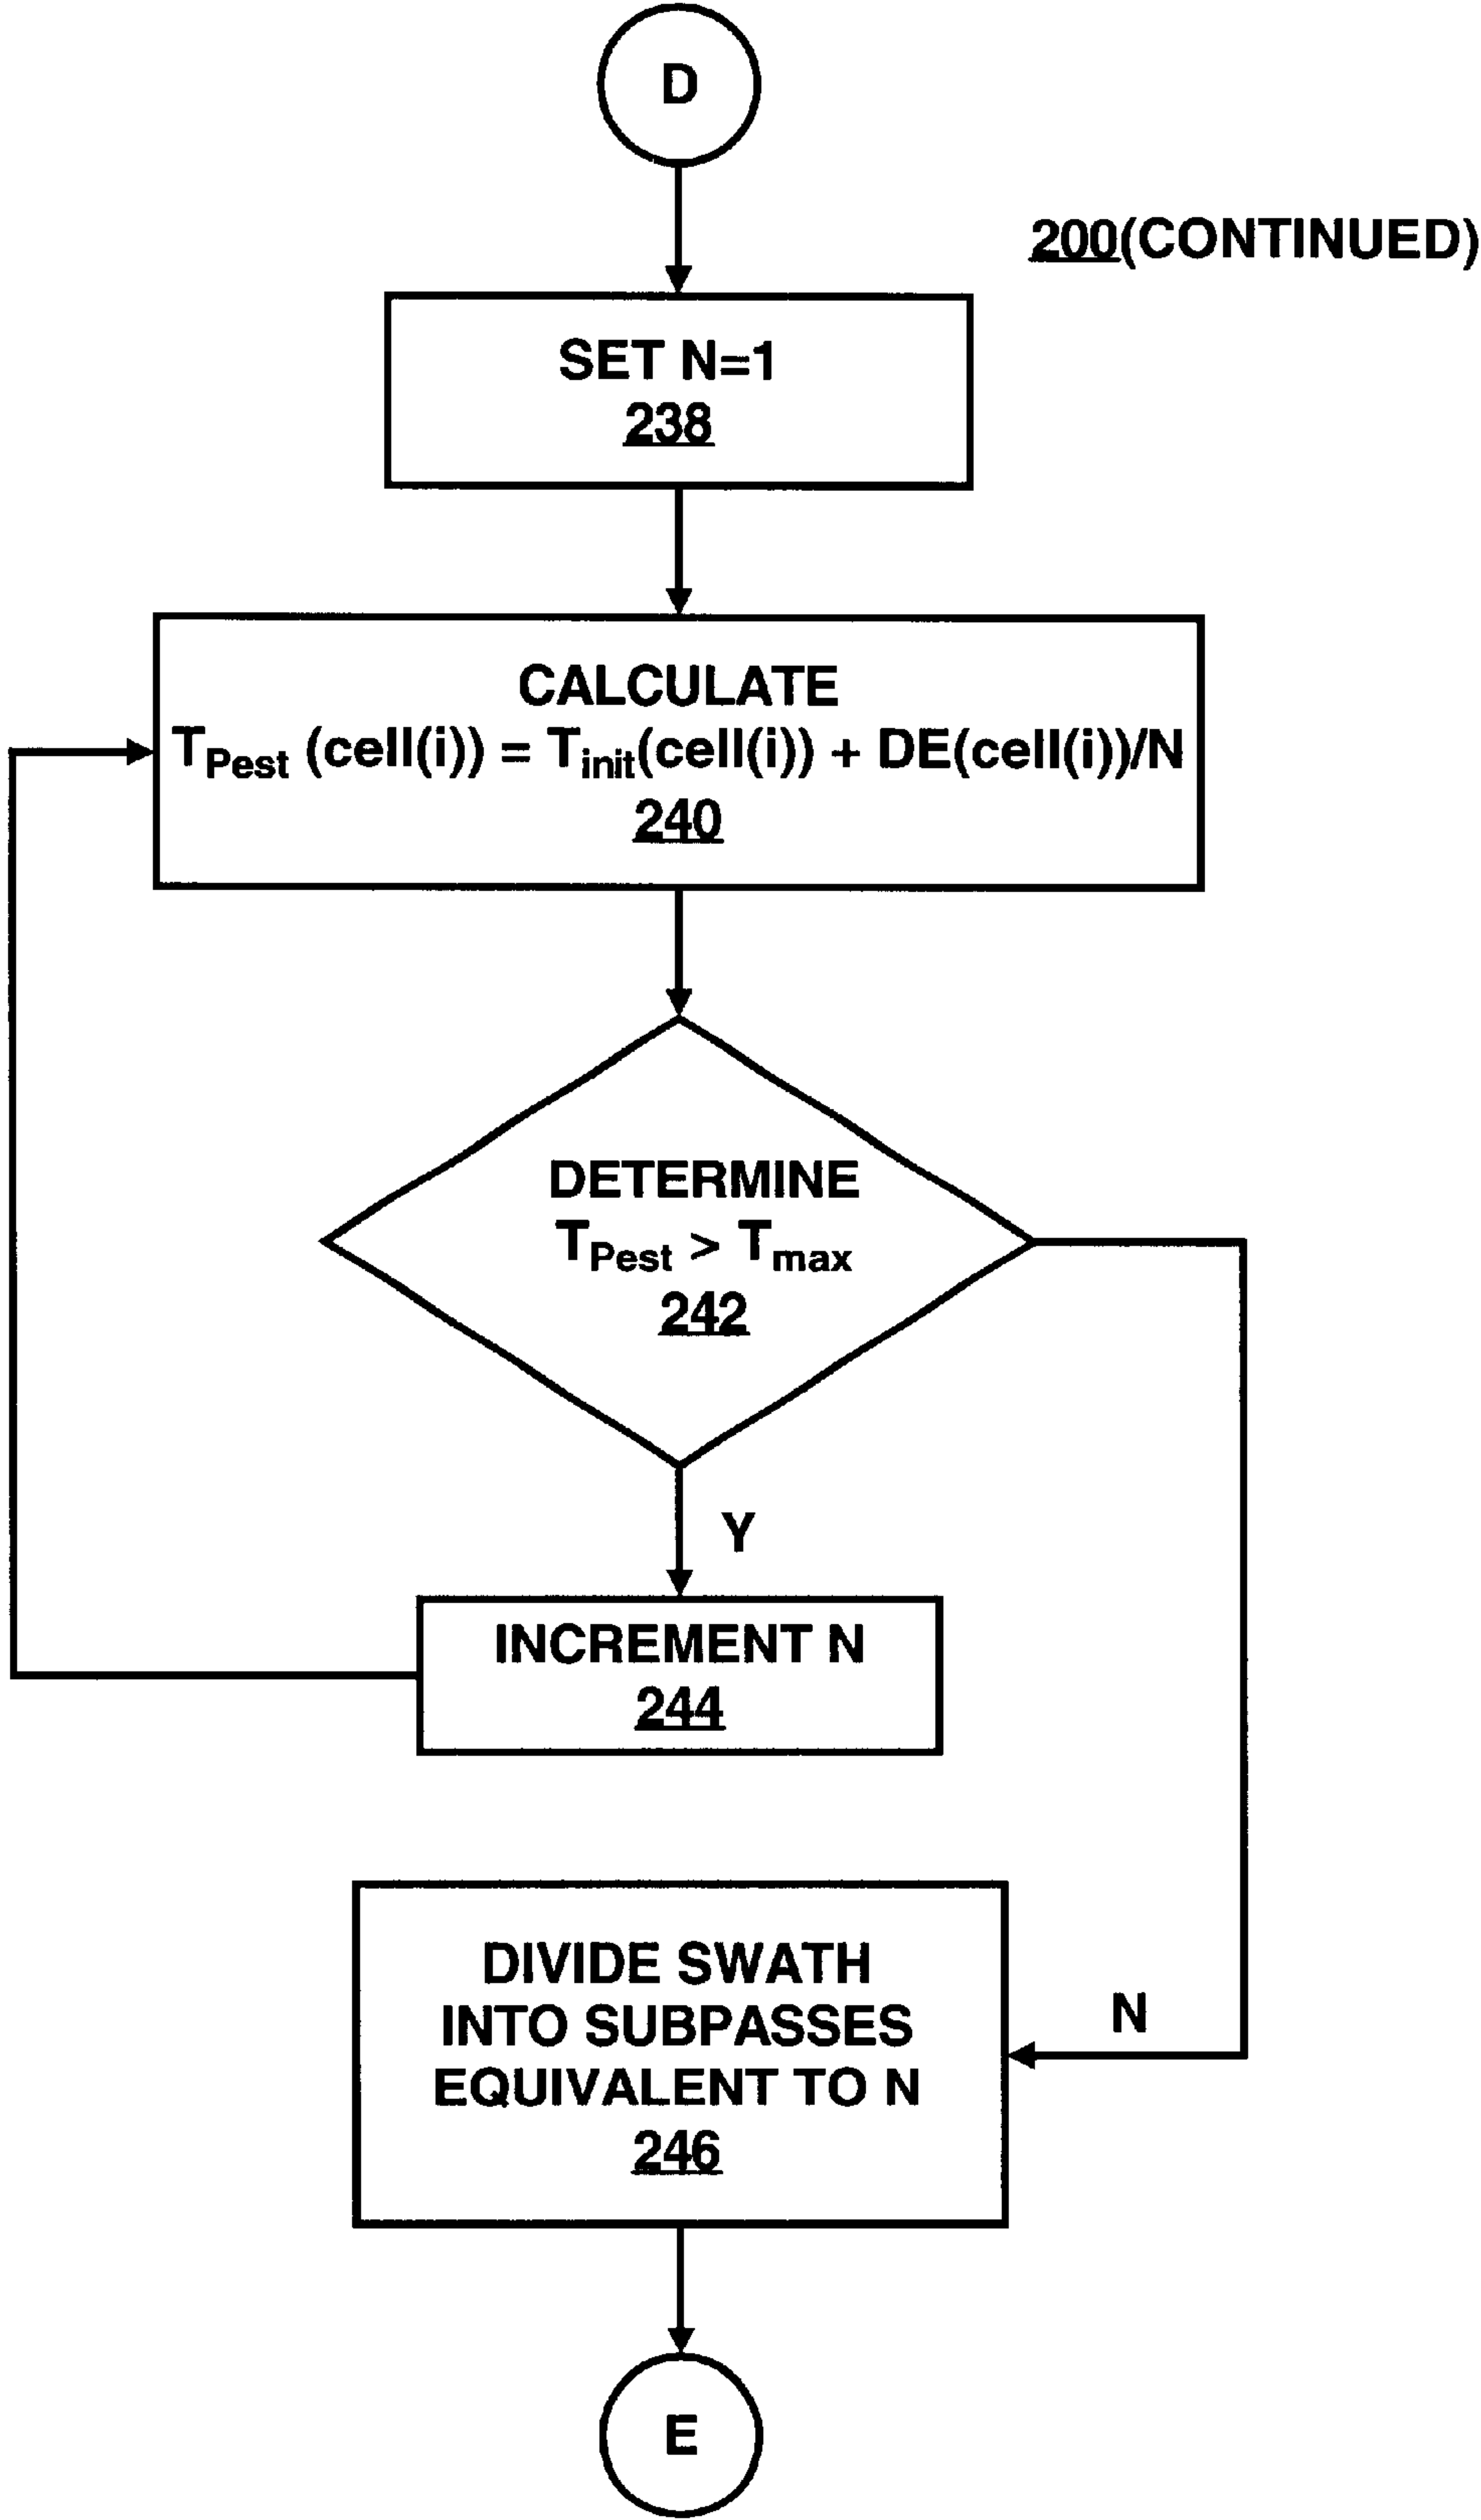 D
200(CONTINUED)
SET N=1
238
CALCULATE
TPest (cell(i)) = Tinit(cell(i)) + DE(cell(i))/N
240
DETERMINE
TPest > Tmax
242
Y
INCREMENT N
244
DIVIDE SWATH
INTO SUBPASSES
EQUIVALENT TO N
246
N
E